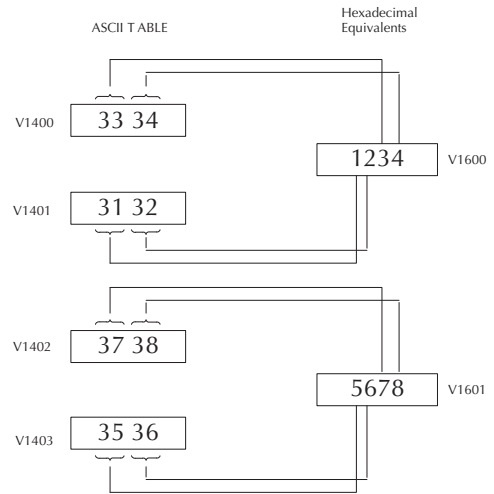 ASCII T ABLE
Hexadecimal
Equivalents
V1400
33 34
1234
V1600
V1401
31 32
V1402
37 38
5678
V1601
V1403
35 36